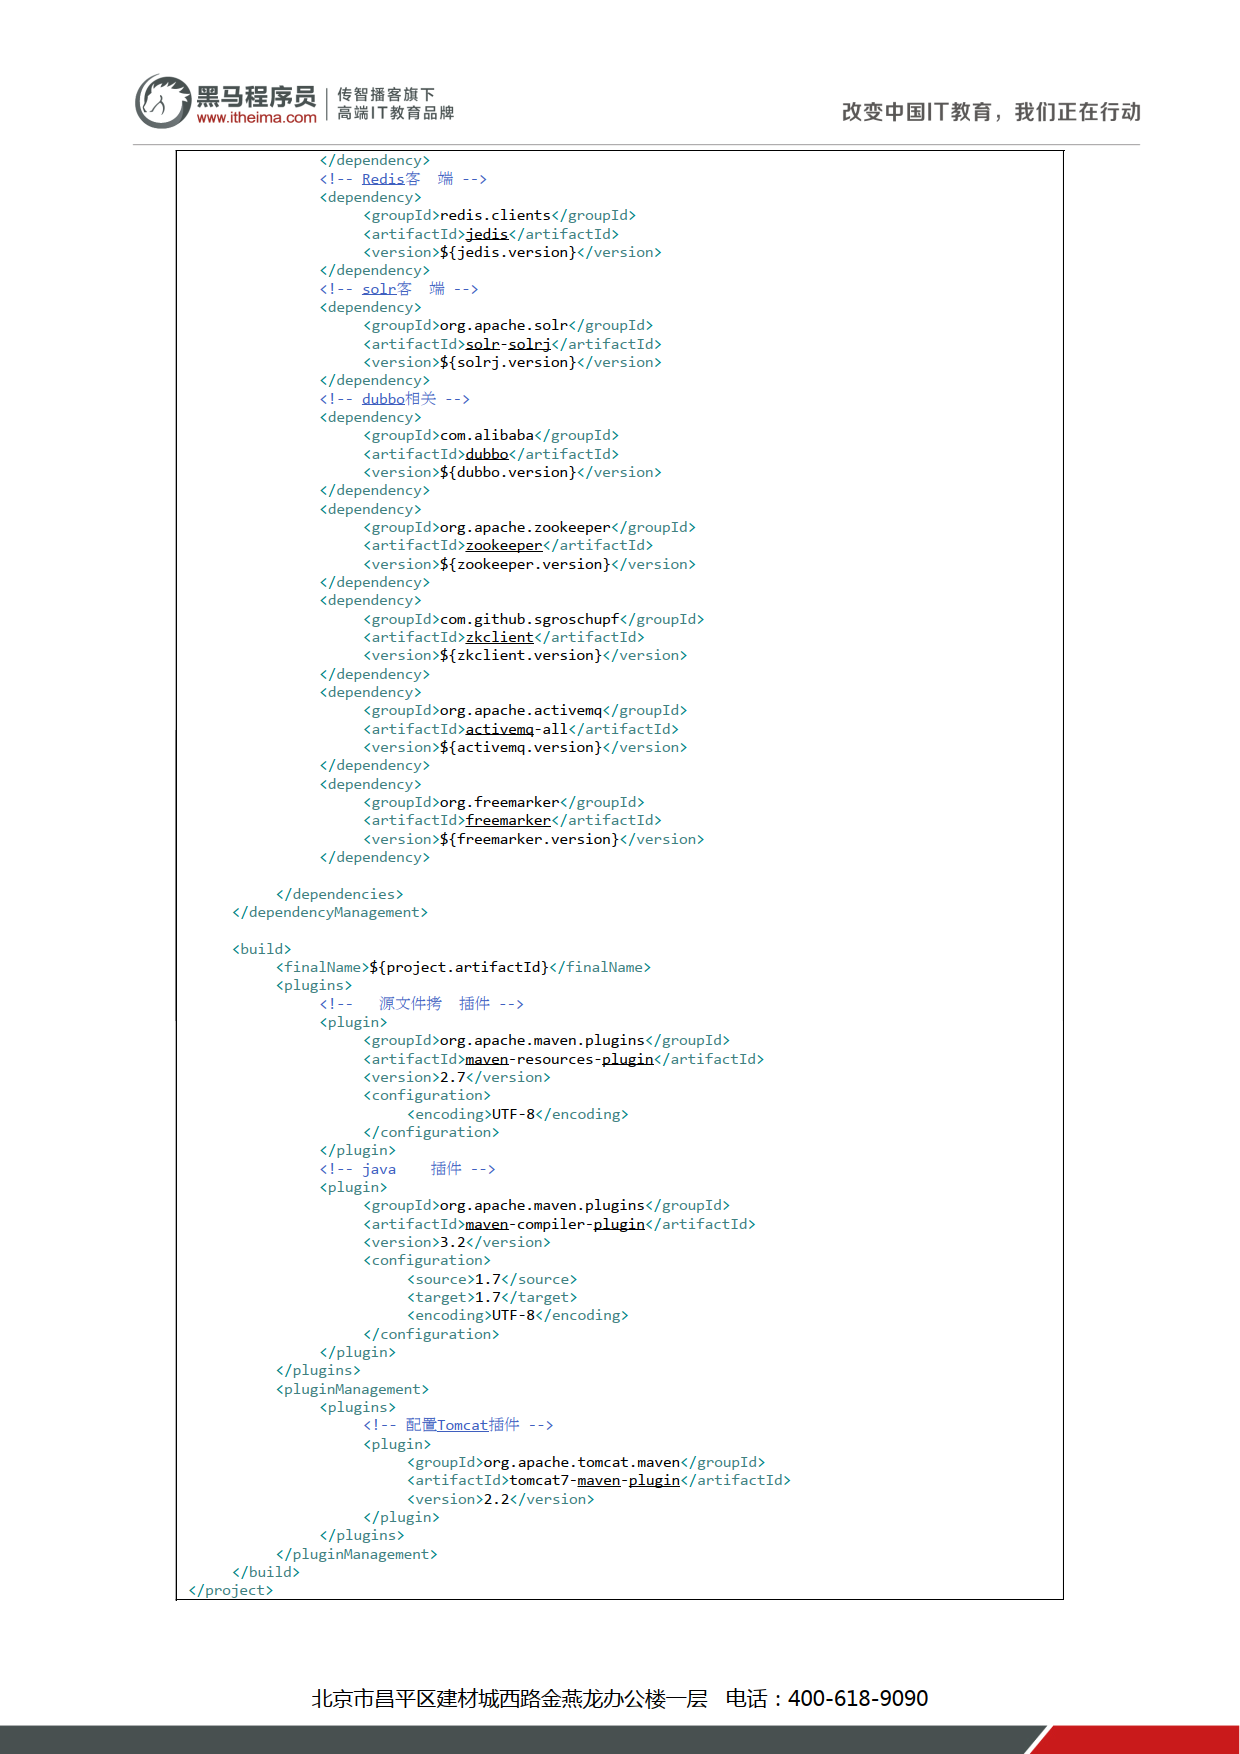 黑马程序员
www.itheima.com
传智播客旗下
高端IT教育品牌
改变中国IT教育，我们正在行动
</dependency>
<!-- Redis客  端 -->
<dependency>
<groupId>redis.clients</groupId>
<artifactId>jedis</artifactId>
<version>${jedis.version}</version>
</dependency>
<!-- solr客  端 -->
<dependency>
<groupId>org.apache.solr</groupId>
<artifactId>solr-solrj</artifactId>
<version>${solrj.version}</version>
</dependency>
<!-- dubbo相关 -->
<dependency>
<groupId>com.alibaba</groupId>
<artifactId>dubbo</artifactId>
<version>${dubbo.version}</version>
</dependency>
<dependency>
<groupId>org.apache.zookeeper</groupId>
<artifactId>zookeeper</artifactId>
<version>${zookeeper.version}</version>
</dependency>
<dependency>
<groupId>com.github.sgroschupf</groupId>
<artifactId>zkclient</artifactId>
<version>${zkclient.version}</version>
</dependency>
<dependency>
<groupId>org.apache.activemq</groupId>
<artifactId>activemq-all</artifactId>
<version>${activemq.version}</version>
</dependency>
<dependency>
<groupId>org.freemarker</groupId>
<artifactId>freemarker</artifactId>
<version>${freemarker.version}</version>
</dependency>
</dependencies>
</dependencyManagement>
<build>
<finalName>${project.artifactId}</finalName>
<plugins>
<!--   源文件拷  插件 -->
<plugin>
<groupId>org.apache.maven.plugins</groupId>
<artifactId>maven-resources-plugin</artifactId>
<version>2.7</version>
<configuration>
<encoding>UTF-8</encoding>
</configuration>
</plugin>
<!-- java    插件 -->
<plugin>
<groupId>org.apache.maven.plugins</groupId>
<artifactId>maven-compiler-plugin</artifactId>
<version>3.2</version>
<configuration>
<source>1.7</source>
<target>1.7</target>
<encoding>UTF-8</encoding>
</configuration>
</plugin>
</plugins>
<pluginManagement>
<plugins>
<!-- 配置Tomcat插件 -->
<plugin>
<groupId>org.apache.tomcat.maven</groupId>
<artifactId>tomcat7-maven-plugin</artifactId>
<version>2.2</version>
</plugin>
</plugins>
</pluginManagement>
</build>
</project>
北京市昌平区建材城西路金燕龙办公楼一层   电话：400-618-9090